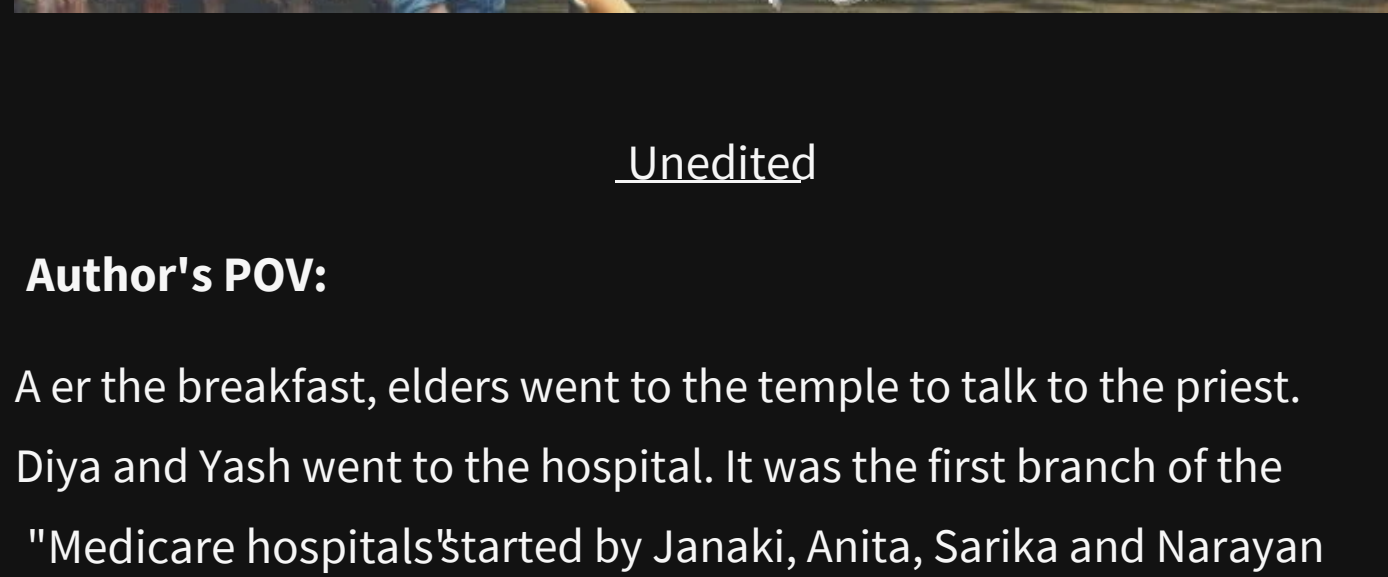 Unedited
Author's POV:
A er the breakfast, elders went to the temple to talk to the priest.
Diya and Yash went to the hospital. It was the first branch of the
"Medicare hospitals" started by Janaki, Anita, Sarika and Narayan